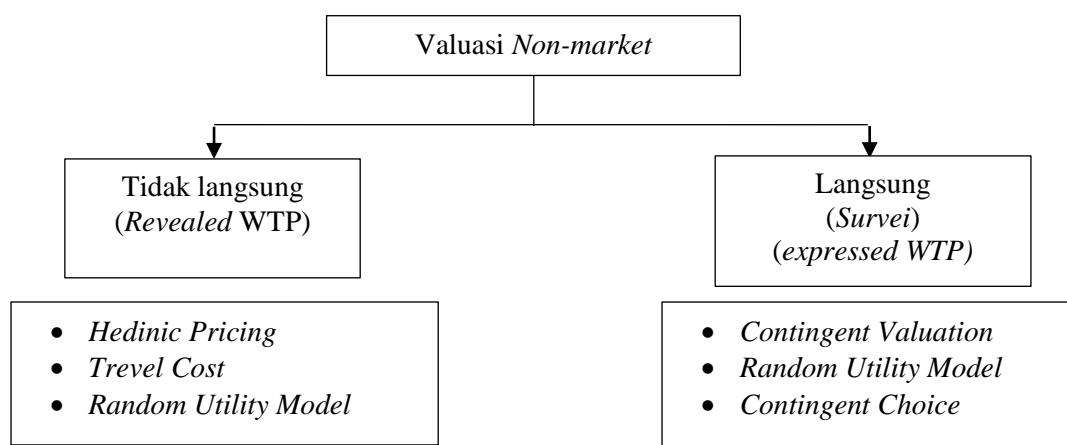 Valuasi Non-market
Tidak langsung
(Revealed WTP)
Langsung
(Survei)
(expressed WTP)
• Hedinic Pricing
• Trevel Cost
• Random Utility Model
• Contingent Valuation
• Random Utility Model
• Contingent Choice